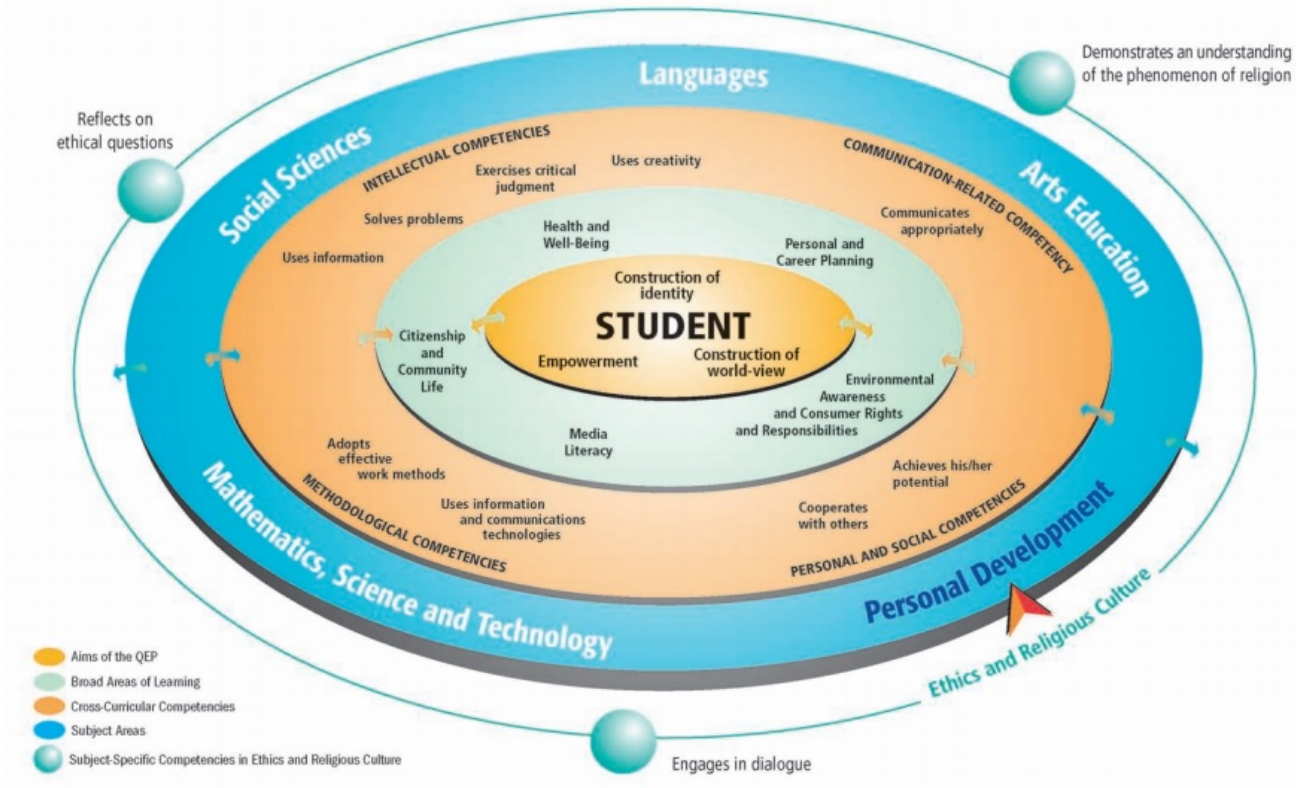 Demonstrates an understanding
of the phenomenon of religion
Reflects on
ethical questions
Languages
Social Sciences
Arts Education
INTELLECTUAL COMPETENCIES
COMMUNICATION-RELATED COMPETENCY
Uses creativity
Exercises critical
judgment
Solves problems
Uses information
Communicates
appropriately
Health and
Well-Being
Personal and
Career Planning
Construction of
identity
STUDENT
Empowerment
Construction of
world-view
Citizenship
and
Community
Life
Environmental
Awareness
and Consumer Rights
and Responsibilities
Media
Literacy
Adopts
effective
work methods
Uses information
and communications
technologies
METHODOLOGICAL COMPETENCIES
Achieves his/her
potential
Cooperates
with others
PERSONAL AND SOCIAL COMPETENCIES
Mathematics, Science and Technology
Personal Development
Ethics and Religious Culture
Aims of the QEP
Broad Areas of Learning
Cross-Curricular Competencies
Subject Areas
Subject-Specific Competencies in Ethics and Religious Culture
Engages in dialogue